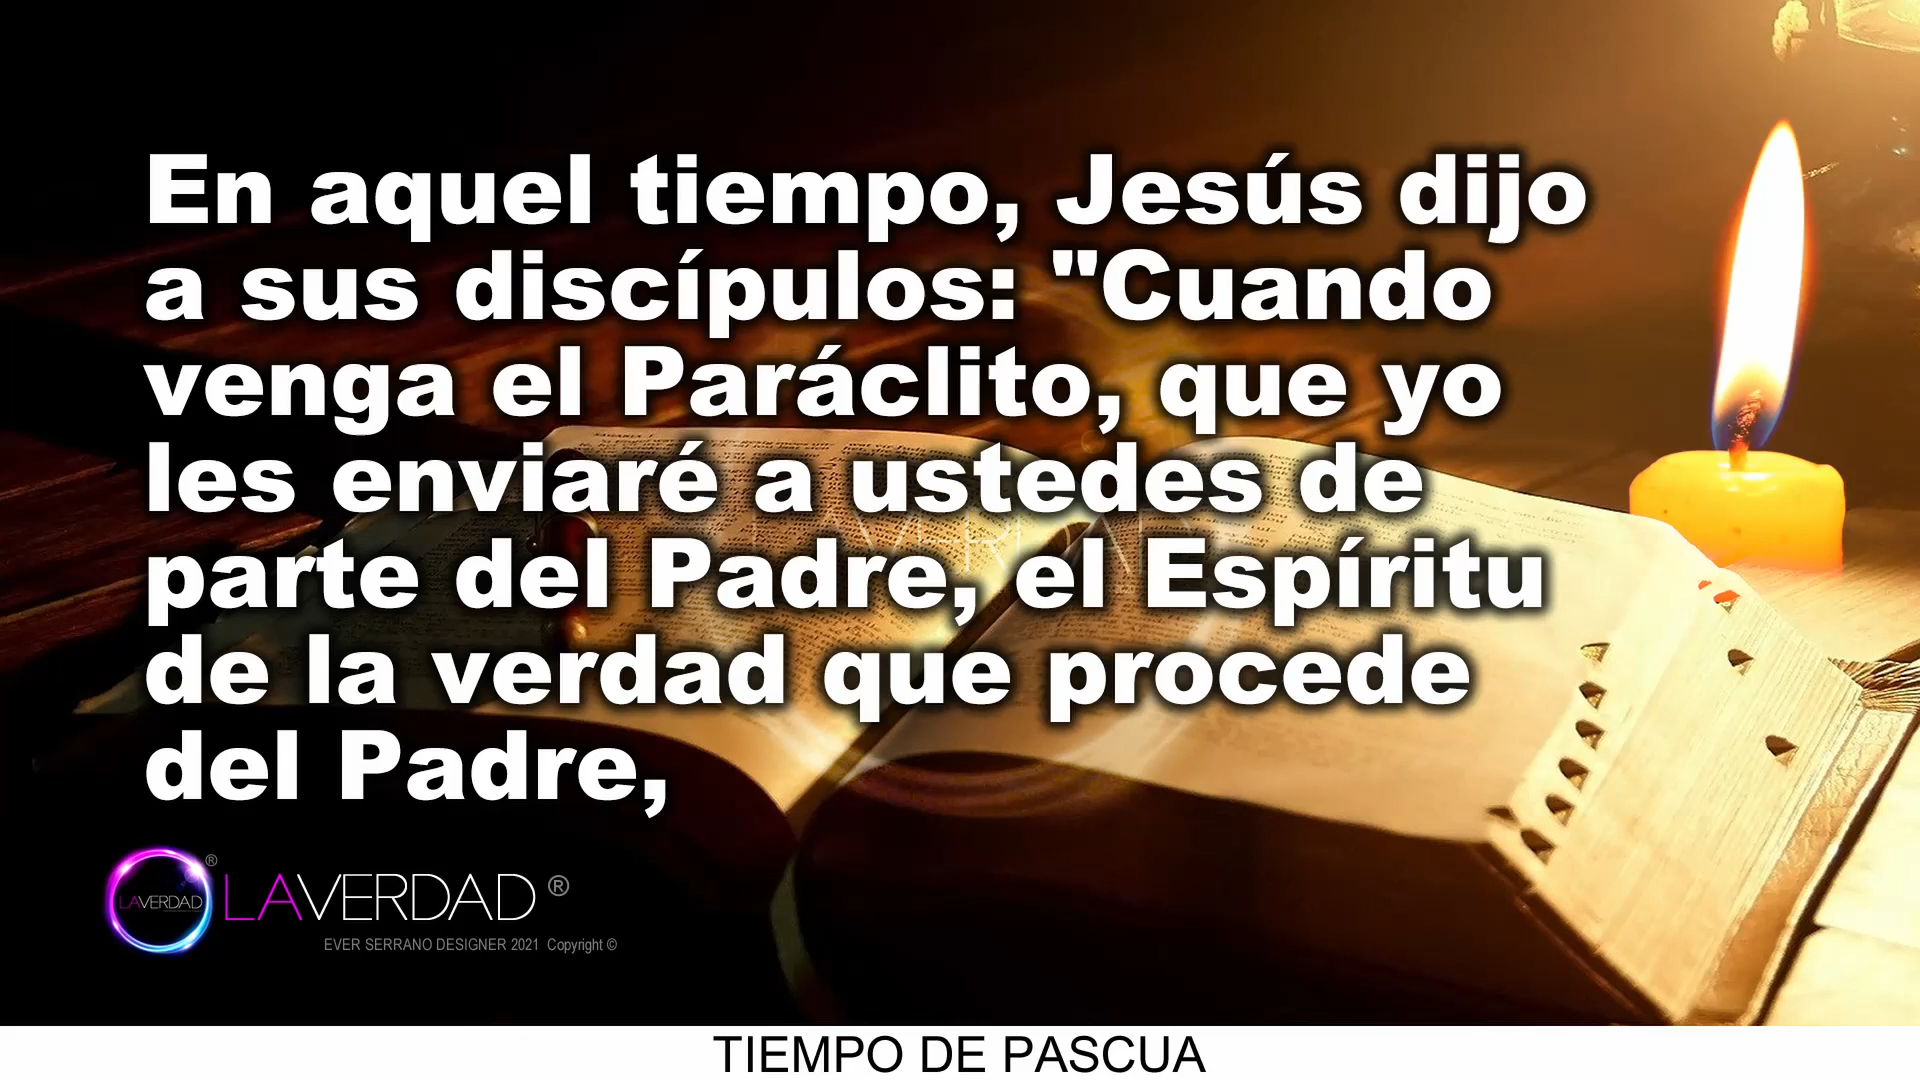 En aquel tiempo, Jesús dijo
a sus discípulos: "Cuando
venga el Paráclito, que yo
les enviaré a ustedes de
parte del Padre, el Espíritu
de la verdad que procede
del Padre,
LAVERDAD ®
LAVERDAD ®
EVER SERRANO DESIGNER 2021 Copyright ©
TIEMPO DE PASCUA